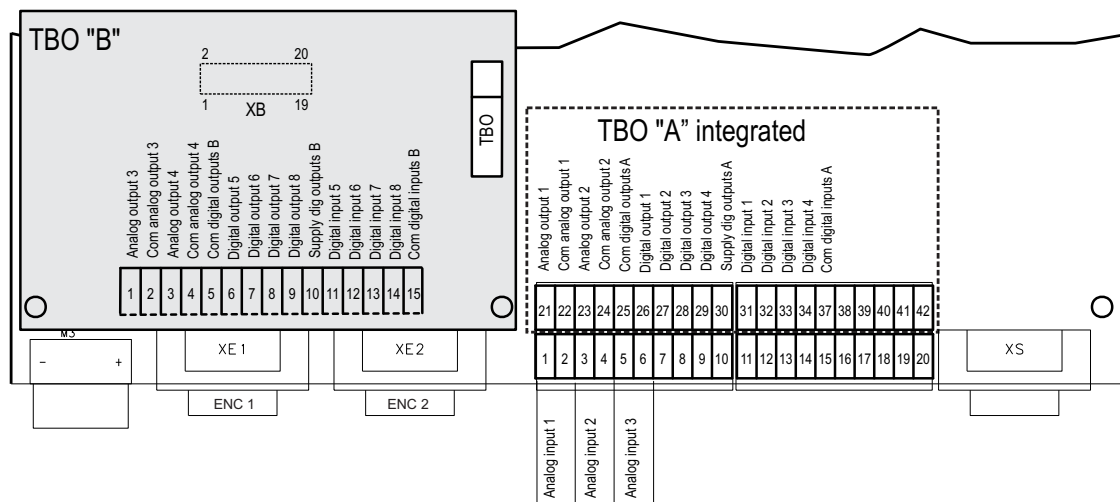 TBO "B"
2 20
1 19
XB
TBO
Analog output 3
Com analog output 3
Analog output 4
Com analog output 4
Com digital outputs B
Digital output 5
Digital output 6
Digital output 7
Digital output 8
Supply dig outputs B
Digital input 5
Digital input 6
Digital input 7
Digital input 8
Com digital inputs B
1 2 3 4 5 6 7 8 9 10 11 12 13 14 15
TBO "A" integrated
Analog output 1
Com analog output 1
Analog output 2
Com analog output 2
Com digital outputs A
Digital output 1
Digital output 2
Digital output 3
Digital output 4
Supply dig outputs A
Digital input 1
Digital input 2
Digital input 3
Digital input 4
Com digital inputs A
21 22 23 24 25 26 27 28 29 30 31 32 33 34 37 38 39 40 41 42
1 2 3 4 5 6 7 8 9 10 11 12 13 14 15 16 17 18 19 20
M3
- +
XE1
ENC 1
XE2
ENC 2
XS
Analog input 1
Analog input 2
Analog input 3